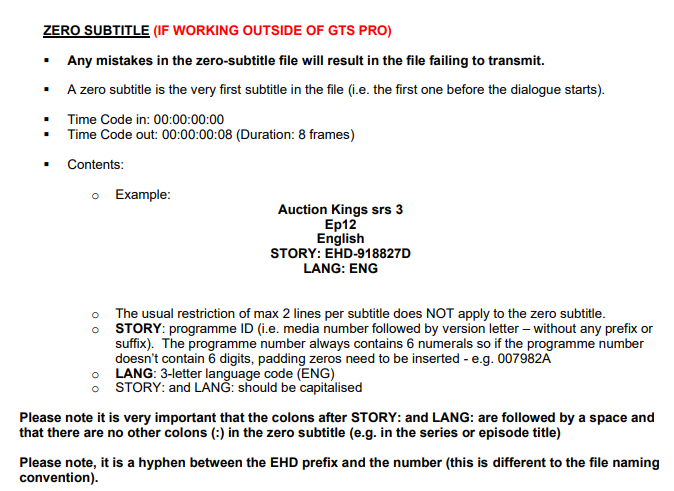 ZERO SUBTITLE (IF WORKING OUTSIDE OF GTS PRO)
▪ Any mistakes in the zero-subtitle file will result in the file failing to transmit.
▪ A zero subtitle is the very first subtitle in the file (i.e. the first one before the dialogue starts).
▪ Time Code in: 00:00:00:00
▪ Time Code out: 00:00:00:08 (Duration: 8 frames)
▪ Contents:
o Example:
Auction Kings srs 3
Ep12
English
STORY: EHD-918827D
LANG: ENG
o The usual restriction of max 2 lines per subtitle does NOT apply to the zero subtitle.
o STORY: programme ID (i.e. media number followed by version letter – without any prefix or
suffix). The programme number always contains 6 numerals so if the programme number
doesn't contain 6 digits, padding zeros need to be inserted - e.g. 007982A
o LANG: 3-letter language code (ENG)
o STORY: and LANG: should be capitalised
Please note it is very important that the colons after STORY: and LANG: are followed by a space and
that there are no other colons (:) in the zero subtitle (e.g. in the series or episode title)
Please note, it is a hyphen between the EHD prefix and the number (this is different to the file naming
convention).